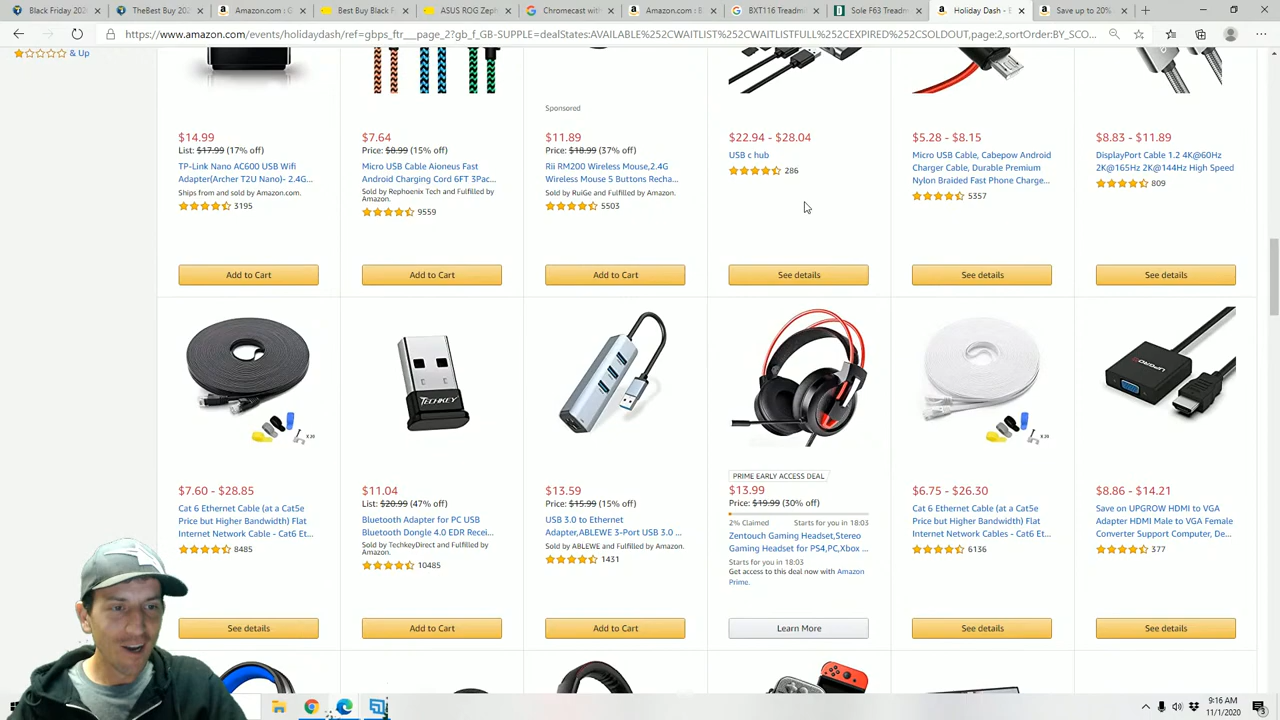 Black Friday 2020
TheBest Buy 202
Amazon.com : G
Best Buy Black F
ASUS ROG Zeph
Chromecast with
Amazon.com : b
BXT116 Treadm
Sole F63 Treadm
Holiday Dash - E
Save up to 20%
https://www.amazon.com/events/holidaydash/ref=gbps_ftr___page_2?gb_f_GB-SUPPLE=dealStates:AVAILABLE%252CWAITLIST%252CWAITLISTFULL%252CEXPIRED%252CSOLDOUT,page:2,sortOrder:BY_SCO...
& Up
Sponsored
$14.99
List: $17.99 (17% off)
TP-Link Nano AC600 USB Wifi
Adapter(Archer T2U Nano)- 2.4G...
Ships from and sold by Amazon.com.
3195
Add to Cart
$7.64
Price: $8.99 (15% off)
Micro USB Cable Aioneus Fast
Android Charging Cord 6FT 3Pac...
Sold by Rephoenix Tech and Fulfilled by
Amazon.
9559
Add to Cart
$11.89
Price: $18.99 (37% off)
Rii RM200 Wireless Mouse,2.4G
Wireless Mouse 5 Buttons Recha...
Sold by RuiGe and Fulfilled by Amazon.
5503
Add to Cart
$22.94 - $28.04
USB c hub
286
See details
$5.28 - $8.15
Micro USB Cable, Cabepow Android
Charger Cable, Durable Premium
Nylon Braided Fast Phone Charge...
5357
See details
$8.83 - $11.89
DisplayPort Cable 1.2 4K@60Hz
2K@165Hz 2K@144Hz High Speed
809
See details
x 20
$7.60 - $28.85
Cat 6 Ethernet Cable (at a Cat5e
Price but Higher Bandwidth) Flat
Internet Network Cable - Cat6 Et...
8485
See details
TECHKEY
$11.04
List: $20.99 (47% off)
Bluetooth Adapter for PC USB
Bluetooth Dongle 4.0 EDR Recei...
Sold by TechkeyDirect and Fulfilled by
Amazon.
10485
Add to Cart
$13.59
Price: $15.99 (15% off)
USB 3.0 to Ethernet
Adapter,ABLEWE 3-Port USB 3.0 ...
Sold by ABLEWE and Fulfilled by Amazon.
1431
Add to Cart
PRIME EARLY ACCESS DEAL
$13.99
Price: $19.99 (30% off)
2% Claimed Starts for you in 18:03
Zentouch Gaming Headset,Stereo
Gaming Headset for PS4,PC,Xbox ...
Starts for you in 18:03
Get access to this deal now with Amazon
Prime.
Learn More
x 20
$6.75 - $26.30
Cat 6 Ethernet Cable (at a Cat5e
Price but Higher Bandwidth) Flat
Internet Network Cables - Cat6 Et...
6136
See details
UPGROW
$8.86 - $14.21
Save on UPGROW HDMI to VGA
Adapter HDMI Male to VGA Female
Converter Support Computer, De...
377
See details
9:16 AM
11/1/2020